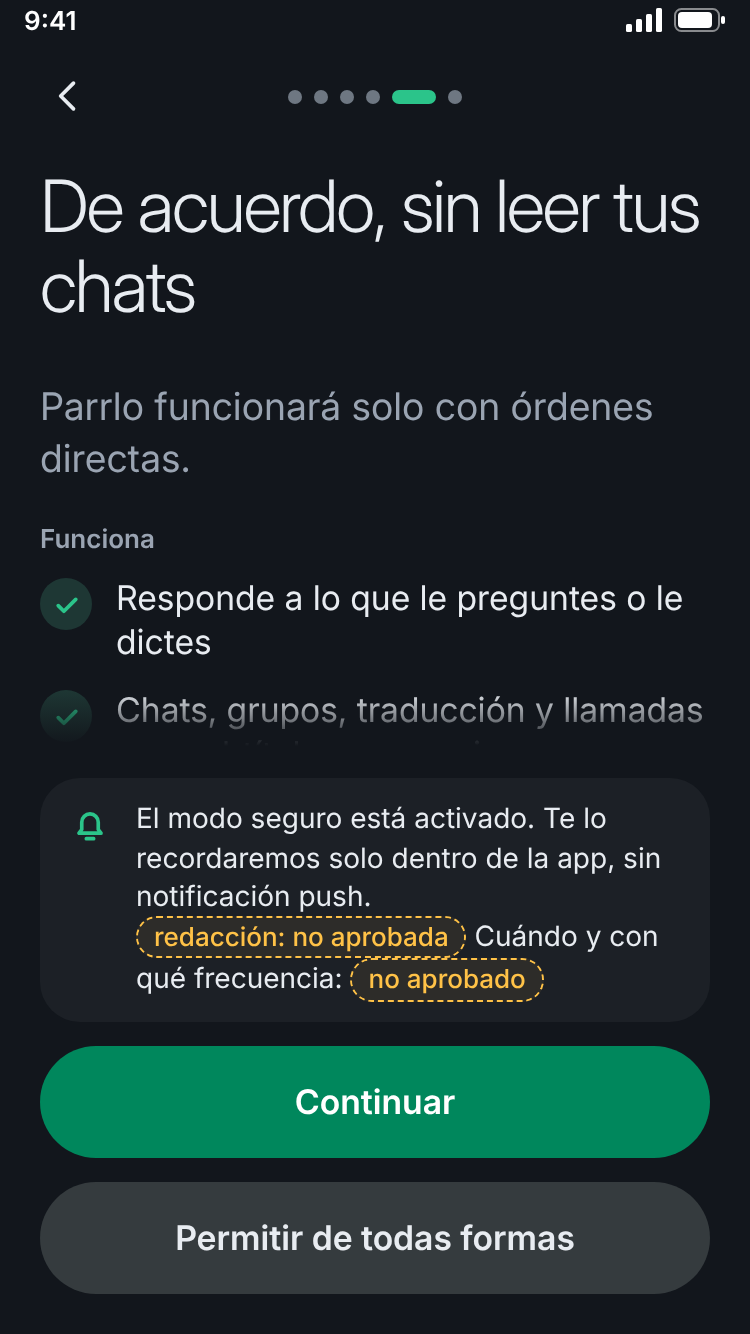 9:41
De acuerdo, sin leer tus
chats
Parrlo funcionará solo con órdenes
directas.
Funciona
Responde a lo que le preguntes o le
dictes
Chats, grupos, traducción y llamadas
El modo seguro está activado. Te lo
recordaremos solo dentro de la app, sin
notificación push.
redacción: no aprobada Cuándo y con
qué frecuencia: no aprobado
Continuar
Permitir de todas formas